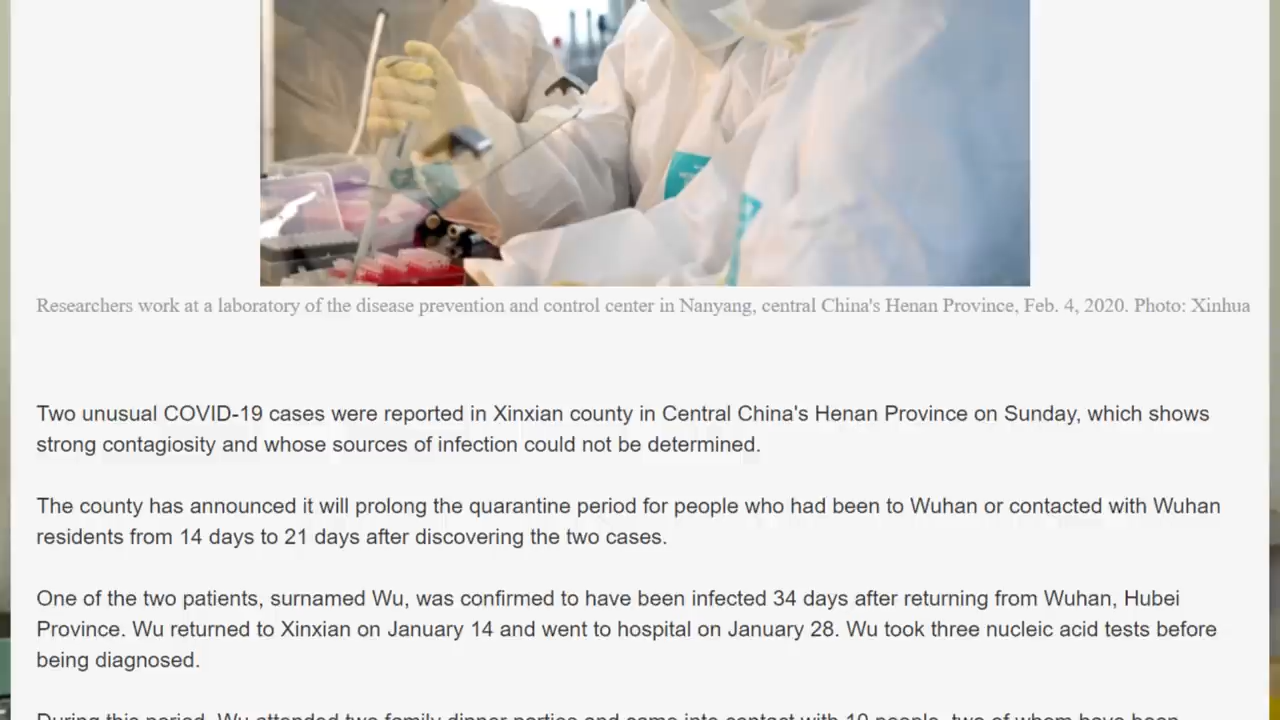 Researchers work at a laboratory of the disease prevention and control center in Nanyang, central China's Henan Province, Feb. 4, 2020. Photo: Xinhua
Two unusual COVID-19 cases were reported in Xinxian county in Central China's Henan Province on Sunday, which shows
strong contagiosity and whose sources of infection could not be determined.
The county has announced it will prolong the quarantine period for people who had been to Wuhan or contacted with Wuhan
residents from 14 days to 21 days after discovering the two cases.
One of the two patients, surnamed Wu, was confirmed to have been infected 34 days after returning from Wuhan, Hubei
Province. Wu returned to Xinxian on January 14 and went to hospital on January 28. Wu took three nucleic acid tests before
being diagnosed.
During this period, Wu attended two family dinner parties and came into contact with 10 people, two of whom have been